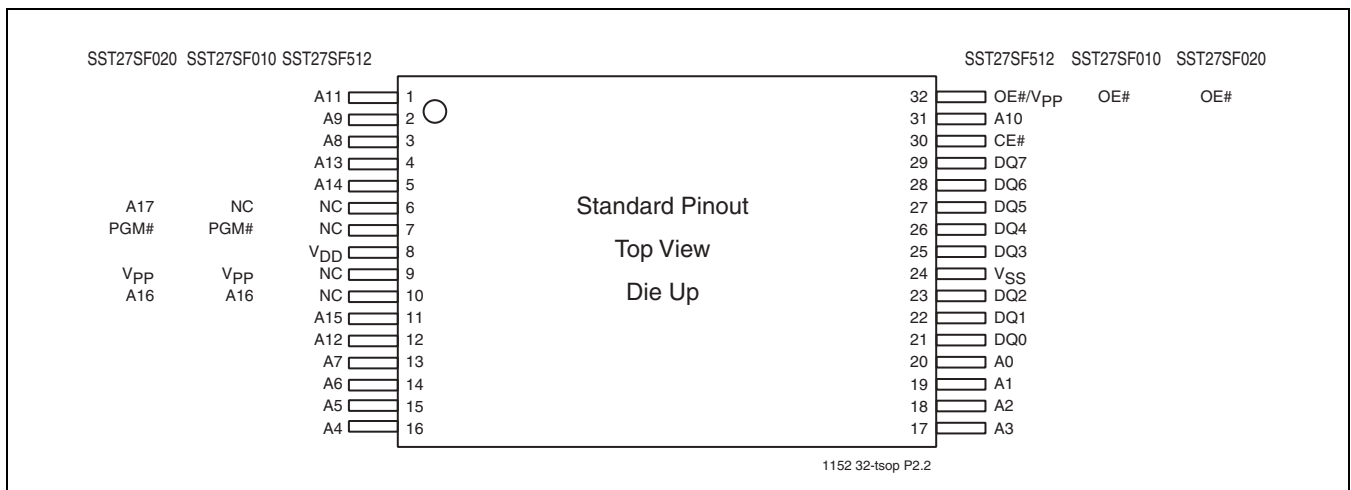 SST27SF020 SST27SF010 SST27SF512 SST27SF512 SST27SF010 SST27SF020
A11 1 32 OE#/VPP OE# OE#
A9 2 31 A10
A8 3 30 CE#
A13 4 29 DQ7
A14 5 28 DQ6
A17 NC NC 6 Standard Pinout 27 DQ5
PGM# PGM# NC 7 26 DQ4
VDD 8 Top View 25 DQ3
VPP VPP NC 9 24 VSS
A16 A16 NC 10 Die Up 23 DQ2
A15 11 22 DQ1
A12 12 21 DQ0
A7 13 20 A0
A6 14 19 A1
A5 15 18 A2
A4 16 17 A3
1152 32-tsop P2.2